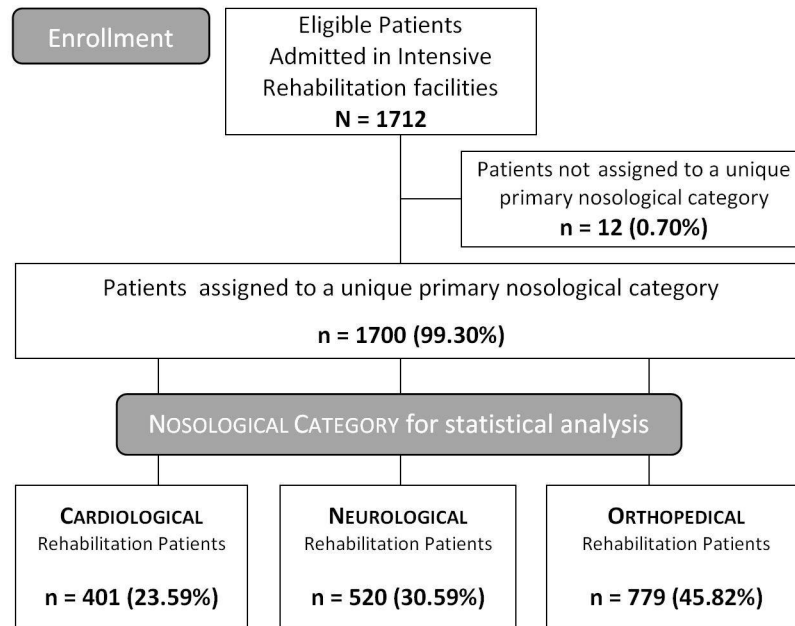 Enrollment
Eligible Patients
Admitted in Intensive
Rehabilitation facilities
N = 1712
Patients not assigned to a unique
primary nosological category
n = 12 (0.70%)
Patients assigned to a unique primary nosological category
n = 1700 (99.30%)
NOSOLOGICAL CATEGORY for statistical analysis
CARDIOLOGICAL
Rehabilitation Patients
n = 401 (23.59%)
NEUROLOGICAL
Rehabilitation Patients
n = 520 (30.59%)
ORTHOPEDICAL
Rehabilitation Patients
n = 779 (45.82%)